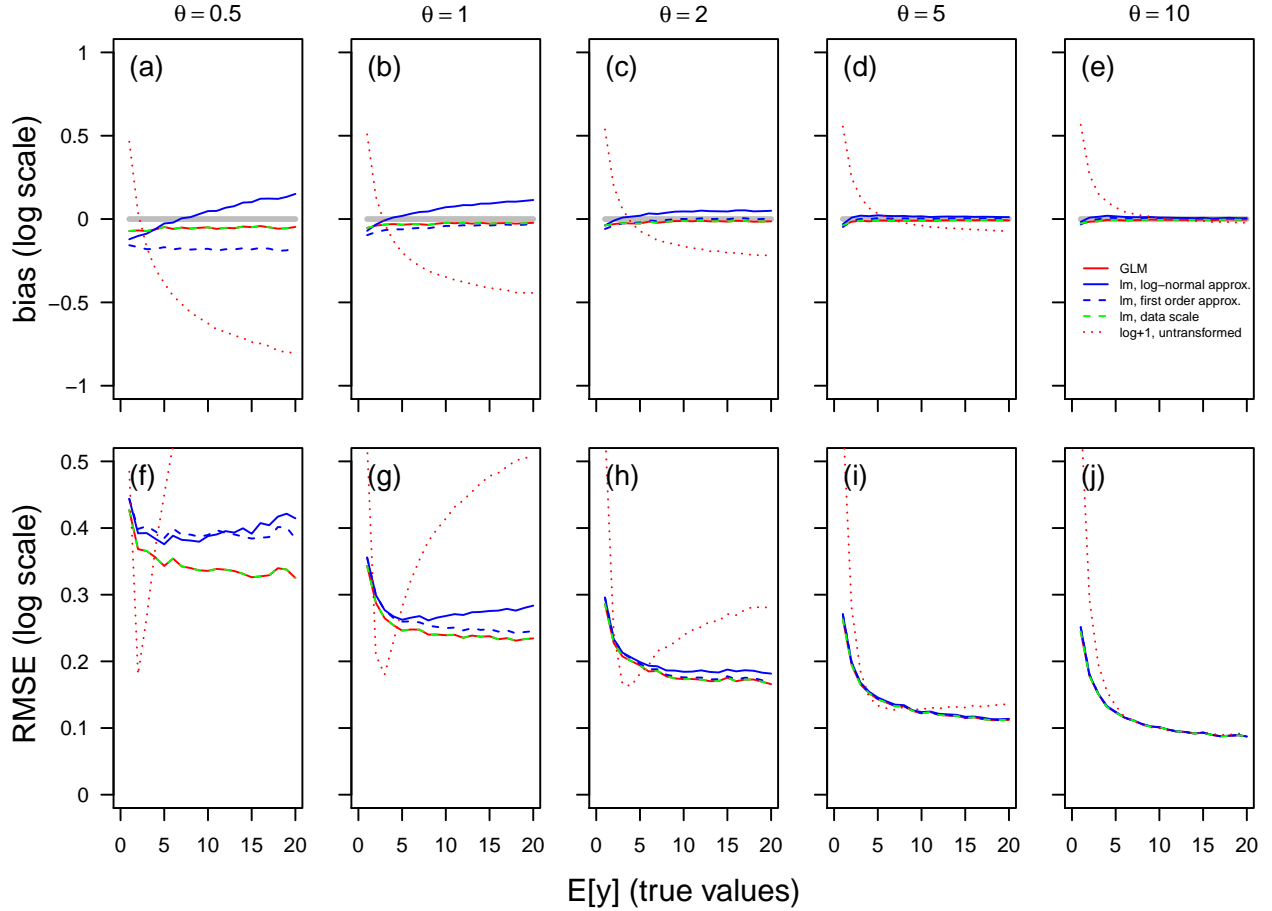 θ = 0.5 θ = 1 θ = 2 θ = 5 θ = 10
(a) (b) (c) (d) (e)
1
0.5
0
−0.5
−1
bias (log scale)
GLM
lm, log−normal approx.
lm, first order approx.
lm, data scale
log+1, untransformed
(f) (g) (h) (i) (j)
0.5
0.4
0.3
0.2
0.1
0
RMSE (log scale)
0 5 10 15 20 0 5 10 15 20 0 5 10 15 20 0 5 10 15 20 0 5 10 15 20
E[y] (true values)